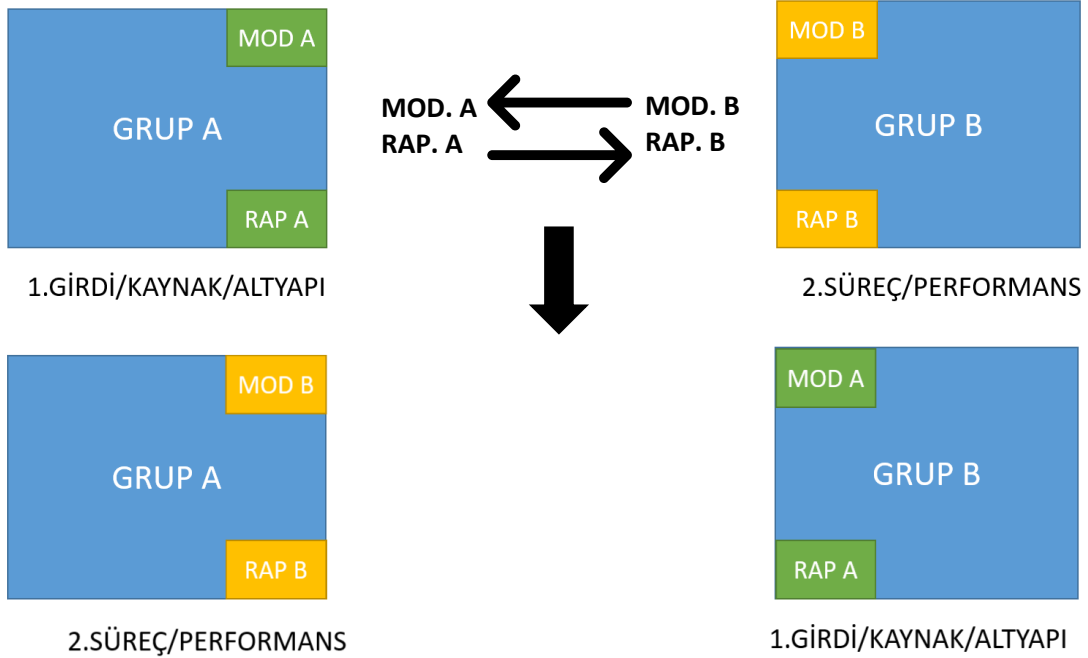 MOD A
GRUP A
RAP A
1.GİRDİ/KAYNAK/ALTYAPI
MOD. A
RAP. A
MOD. B
RAP. B
MOD B
GRUP B
RAP B
2.SÜREÇ/PERFORMANS
MOD B
GRUP A
RAP B
2.SÜREÇ/PERFORMANS
MOD A
GRUP B
RAP A
1.GİRDİ/KAYNAK/ALTYAPI